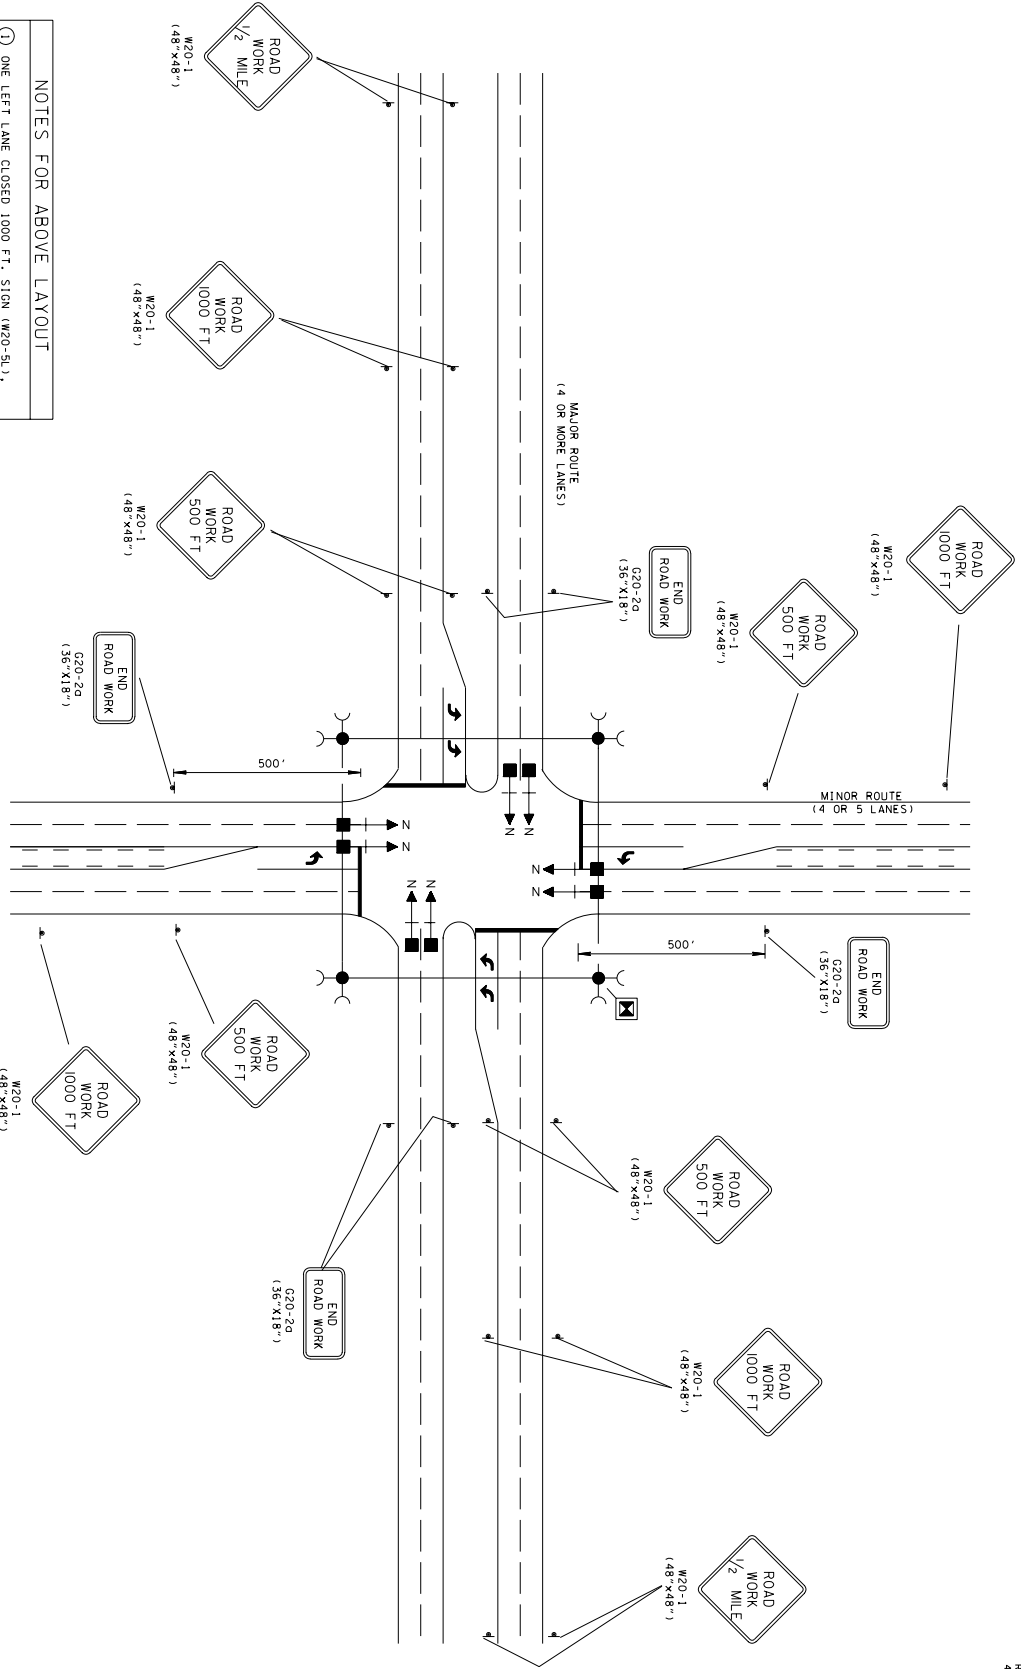 ROAD
WORK
1/2 MILE
W20-1
(48"x48")
ROAD
WORK
1000 FT
W20-1
(48"x48")
ROAD
WORK
500 FT
W20-1
(48"x48")
MAJOR ROUTE
(4 OR MORE LANES)
END
ROAD WORK
G20-2a
(36"X18")
ROAD
WORK
500 FT
W20-1
(48"x48")
ROAD
WORK
1000 FT
W20-1
(48"x48")
END
ROAD WORK
G20-2a
(36"X18")
500'
MINOR ROUTE
(4 OR 5 LANES)
N
N
N
N
N
N
N
N
500'
END
ROAD WORK
G20-2a
(36"X18")
ROAD
WORK
500 FT
W20-1
(48"x48")
ROAD
WORK
1000 FT
W20-1
(48"x48")
END
ROAD WORK
G20-2a
(36"X18")
ROAD
WORK
500 FT
W20-1
(48"x48")
ROAD
WORK
1000 FT
W20-1
(48"x48")
ROAD
WORK
1/2 MILE
W20-1
(48"x48")
NOTES FOR ABOVE LAYOUT
① ONE LEFT LANE CLOSED 1000 FT. SIGN (W20-5L),